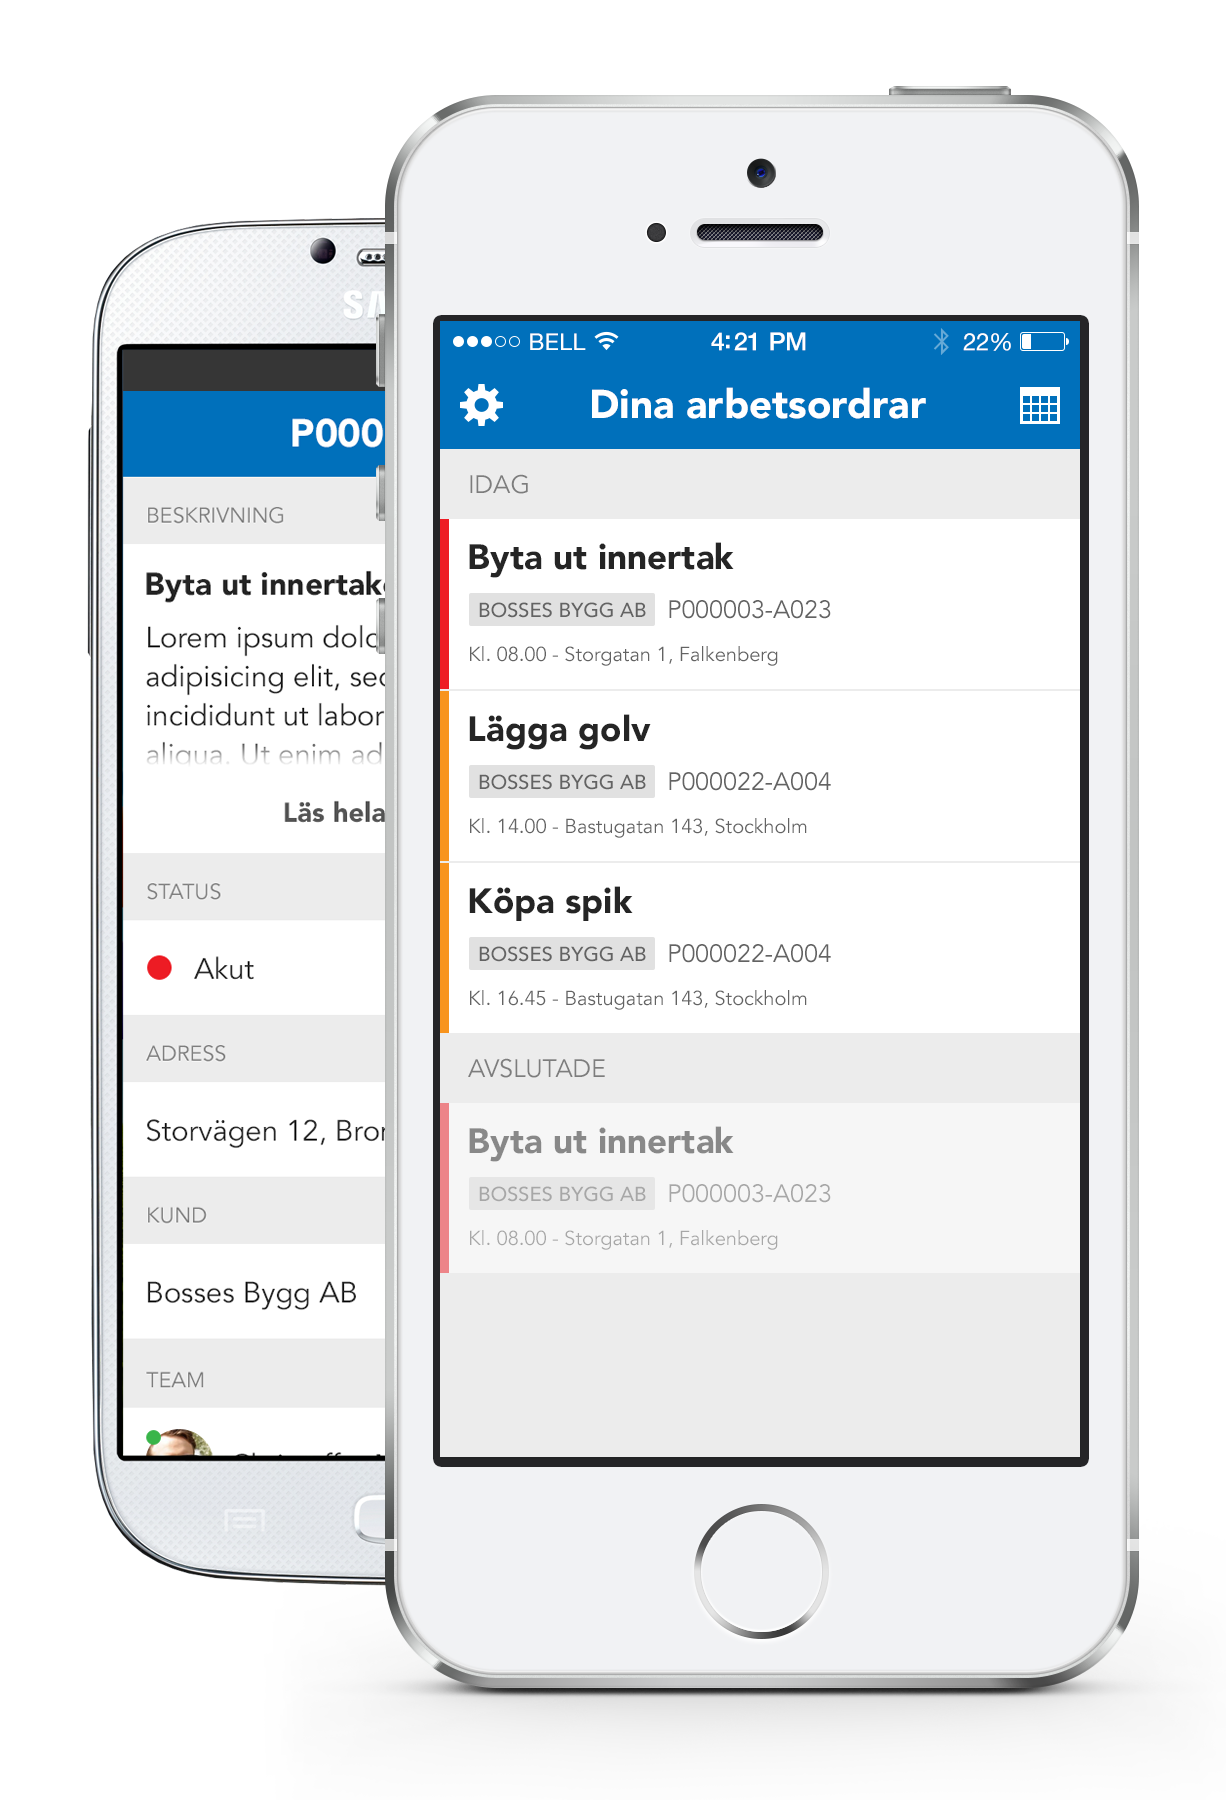 BELL 4:21 PM 22%
Dina arbetsordrar
IDAG
Byta ut innertak
BOSSES BYGG AB P000003-A023
Kl. 08.00 - Storgatan 1, Falkenberg
Lägga golv
BOSSES BYGG AB P000022-A004
Kl. 14.00 - Bastugatan 143, Stockholm
Köpa spik
BOSSES BYGG AB P000022-A004
Kl. 16.45 - Bastugatan 143, Stockholm
AVSLUTADE
Byta ut innertak
BOSSES BYGG AB P000003-A023
Kl. 08.00 - Storgatan 1, Falkenberg
SA
P000
BESKRIVNING
Byta ut innertak
Lorem ipsum dolo
adipisicing elit, sed
incididunt ut labor
aliqua. Ut enim ad
Läs hela
STATUS
Akut
ADRESS
Storvägen 12, Bro
KUND
Bosses Bygg AB
TEAM